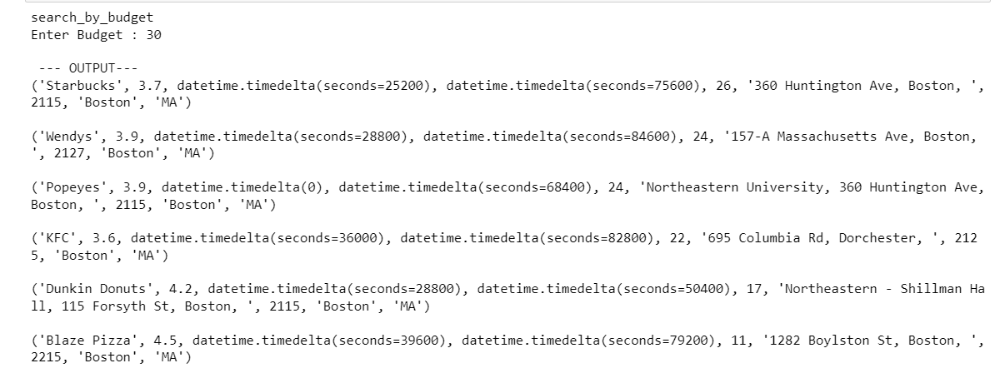 search_by_budget
Enter Budget : 30
--- OUTPUT---
('Starbucks', 3.7, datetime.timedelta(seconds=25200), datetime.timedelta(seconds=75600), 26, '360 Huntington Ave, Boston, ',
2115, 'Boston', 'MA')
('Wendys', 3.9, datetime.timedelta(seconds=28800), datetime.timedelta(seconds=84600), 24, '157-A Massachusetts Ave, Boston,
', 2127, 'Boston', 'MA')
('Popeyes', 3.9, datetime.timedelta(0), datetime.timedelta(seconds=68400), 24, 'Northeastern University, 360 Huntington Ave,
Boston, ', 2115, 'Boston', 'MA')
('KFC', 3.6, datetime.timedelta(seconds=36000), datetime.timedelta(seconds=82800), 22, '695 Columbia Rd, Dorchester, ', 212
5, 'Boston', 'MA')
('Dunkin Donuts', 4.2, datetime.timedelta(seconds=28800), datetime.timedelta(seconds=50400), 17, 'Northeastern - Shillman Ha
ll, 115 Forsyth St, Boston, ', 2115, 'Boston', 'MA')
('Blaze Pizza', 4.5, datetime.timedelta(seconds=39600), datetime.timedelta(seconds=79200), 11, '1282 Boylston St, Boston, ',
2215, 'Boston', 'MA')